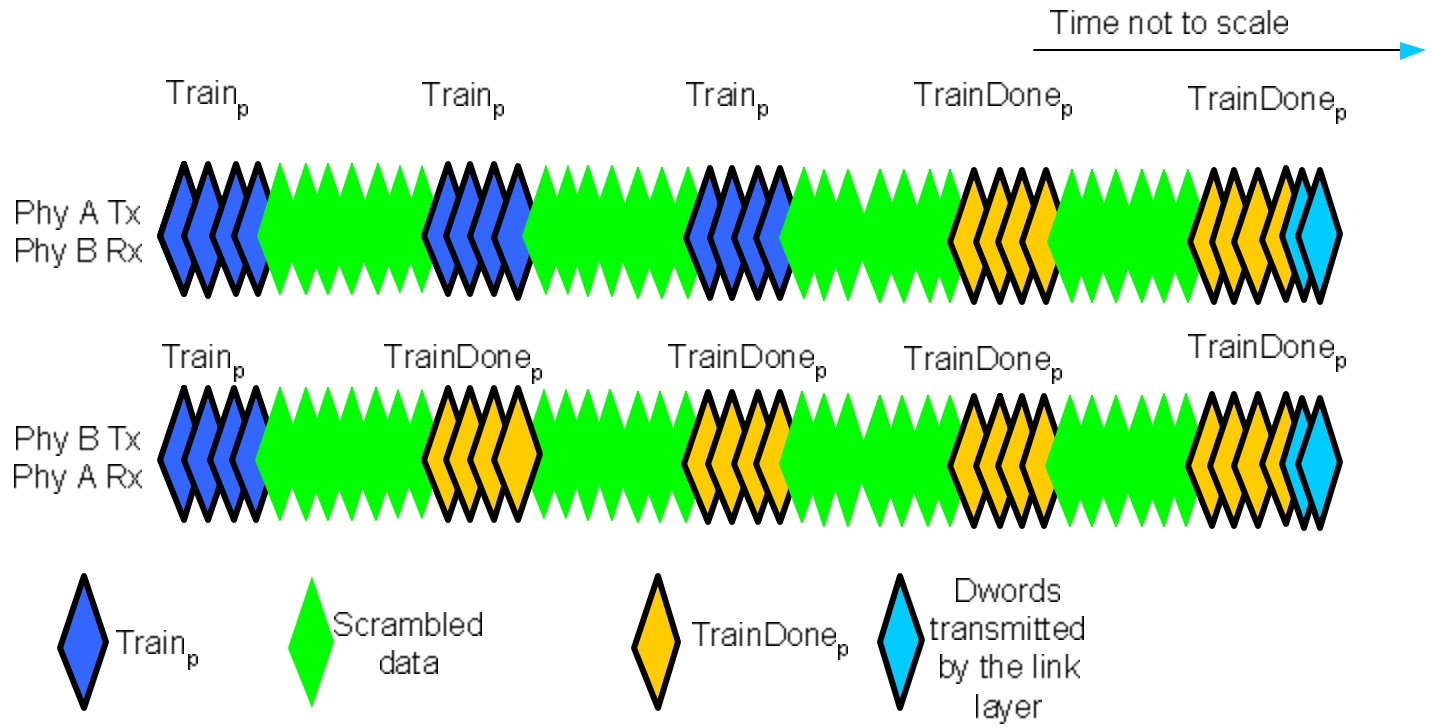 Time not to scale
Trainp Trainp Trainp TrainDonep TrainDonep
Phy A Tx
Phy B Rx
Trainp TrainDonep TrainDonep TrainDonep TrainDonep
Phy B Tx
Phy A Rx
Trainp
Scrambled
data
TrainDonep
Dwords
transmitted
by the link
layer